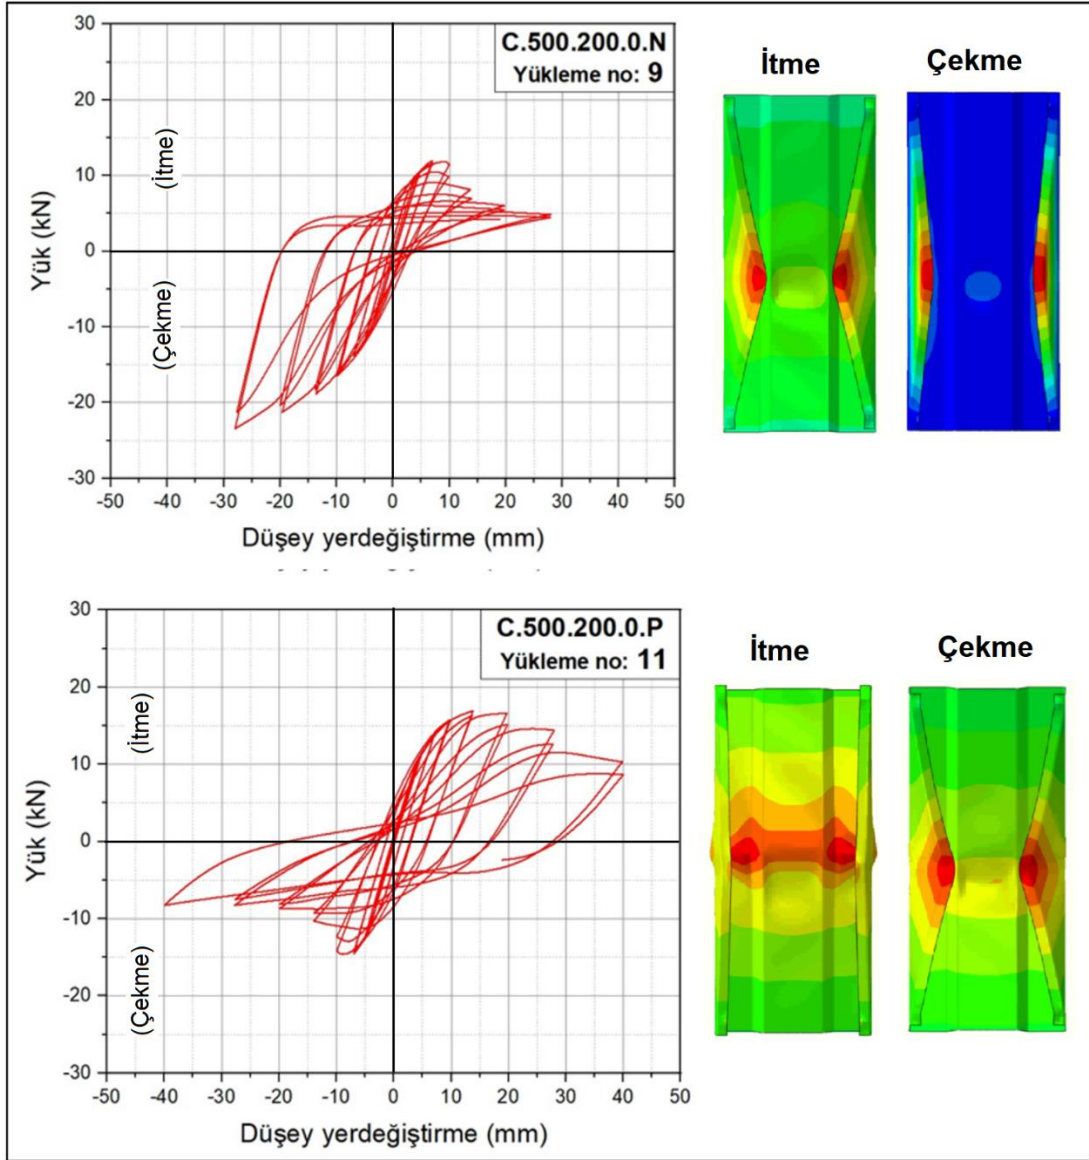 C.500.200.0.N
Yükleme no: 9
İtme
Çekme
30
20
10
0
-10
-20
-30
Yük (kN)
(İtme)
(Çekme)
-50 -40 -30 -20 -10 0 10 20 30 40 50
Düşey yerdeğiştirme (mm)
C.500.200.0.P
Yükleme no: 11
İtme
Çekme
30
20
10
0
-10
-20
-30
Yük (kN)
(İtme)
(Çekme)
-50 -40 -30 -20 -10 0 10 20 30 40 50
Düşey yerdeğiştirme (mm)